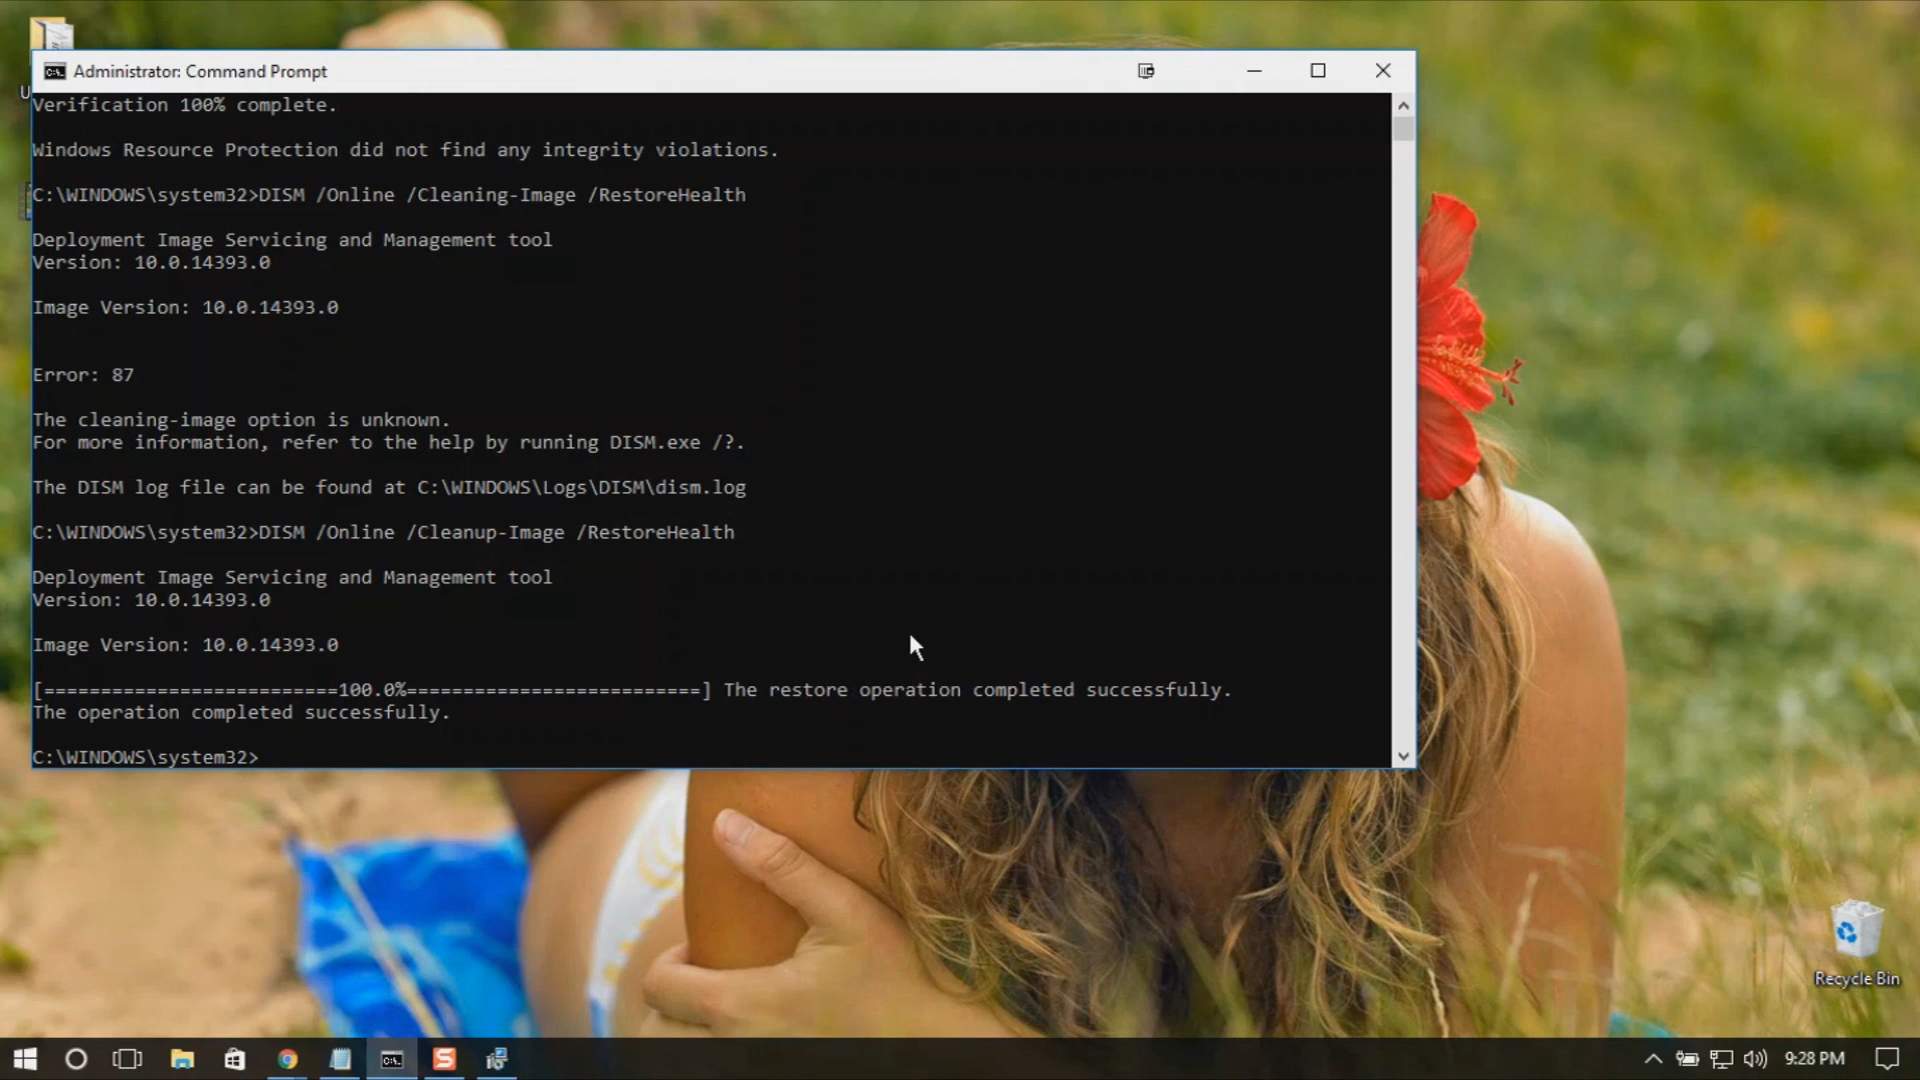 Administrator: Command Prompt
Verification 100% complete.
Windows Resource Protection did not find any integrity violations.
C:\WINDOWS\system32>DISM /Online /Cleaning-Image /RestoreHealth
Deployment Image Servicing and Management tool
Version: 10.0.14393.0
Image Version: 10.0.14393.0
Error: 87
The cleaning-image option is unknown.
For more information, refer to the help by running DISM.exe /?.
The DISM log file can be found at C:\WINDOWS\Logs\DISM\dism.log
C:\WINDOWS\system32>DISM /Online /Cleanup-Image /RestoreHealth
Deployment Image Servicing and Management tool
Version: 10.0.14393.0
Image Version: 10.0.14393.0
[==========================100.0%==========================] The restore operation completed successfully.
The operation completed successfully.
C:\WINDOWS\system32>
Recycle Bin
9:28 PM